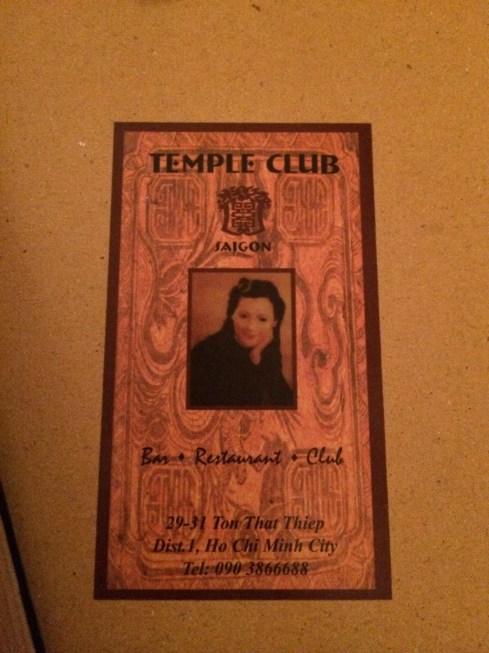 TEMPLE CLUB
SAIGON
Bar • Restaurant • Club
29-31 Ton That Thiep
Dist.1, Ho Chi Minh City
Tel: 090 3866688